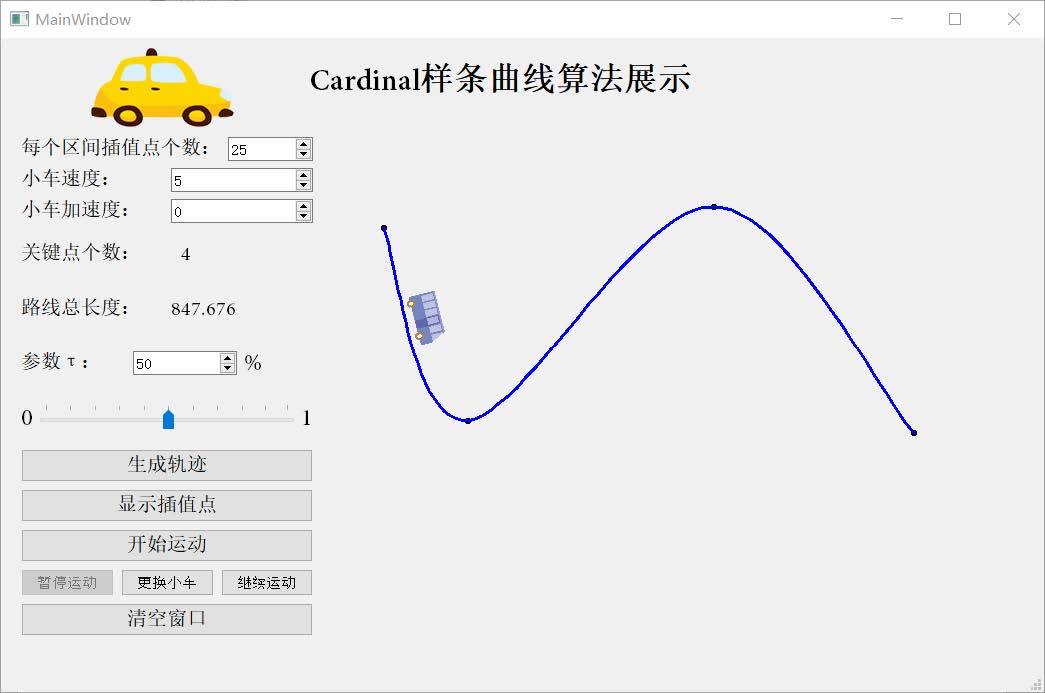 MainWindow
Cardinal样条曲线算法展示
每个区间插值点个数： 25
小车速度： 5
小车加速度： 0
关键点个数： 4
路线总长度： 847.676
参数τ： 50 %
0 1
生成轨迹
显示插值点
开始运动
暂停运动 更换小车 继续运动
清空窗口